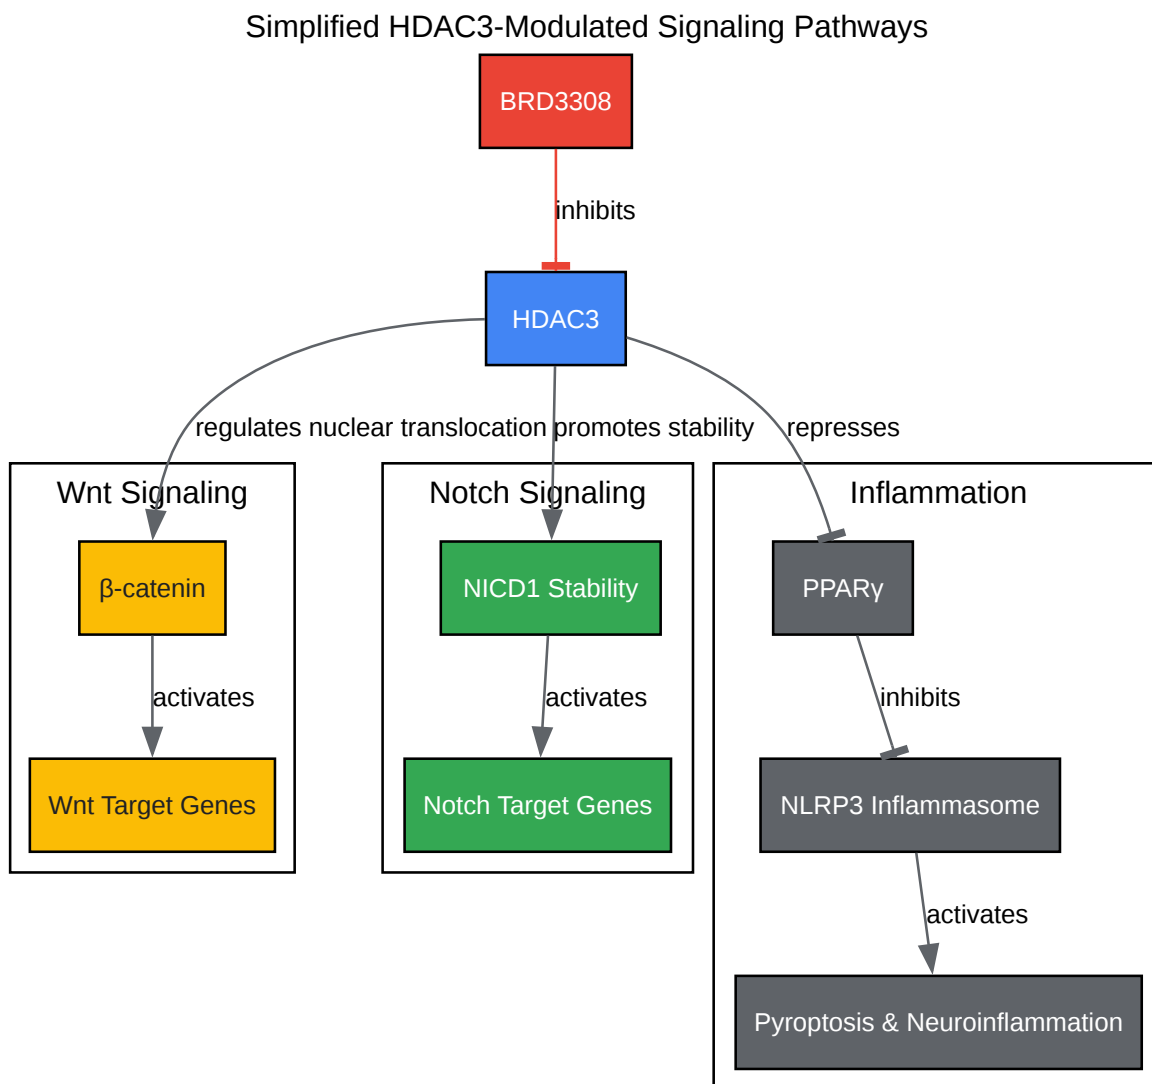 Simplified HDAC3-Modulated Signaling Pathways
BRD3308
inhibits
HDAC3
regulates nuclear translocation
promotes stability
represses
Wnt Signaling
Notch Signaling
Inflammation
β-catenin
NICD1 Stability
PPARγ
activates
activates
inhibits
Wnt Target Genes
Notch Target Genes
NLRP3 Inflammasome
activates
Pyroptosis & Neuroinflammation